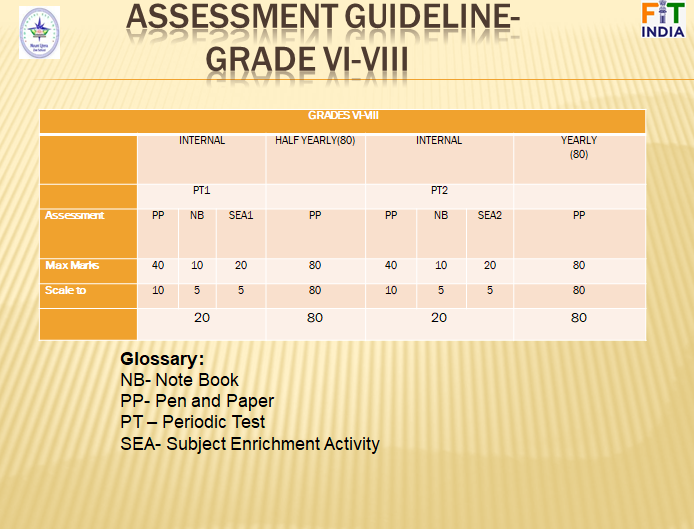 ASSESSMENT GUIDELINE-
GRADE VI-VIII
FIT
INDIA
GRADES VI-VIII
INTERNAL HALF YEARLY(80) INTERNAL YEARLY
(80)
PT1 PT2
Assessment PP NB SEA1 PP PP NB SEA2 PP
Max Marks 40 10 20 80 40 10 20 80
Scale to 10 5 5 80 10 5 5 80
20 80 20 80
Glossary:
NB- Note Book
PP- Pen and Paper
PT – Periodic Test
SEA- Subject Enrichment Activity